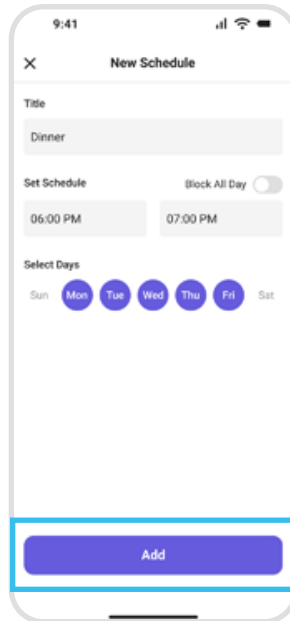 9:41
New Schedule
Title
Dinner
Set Schedule Block All Day
06:00 PM 07:00 PM
Select Days
Sun Mon Tue Wed Thu Fri Sat
Add